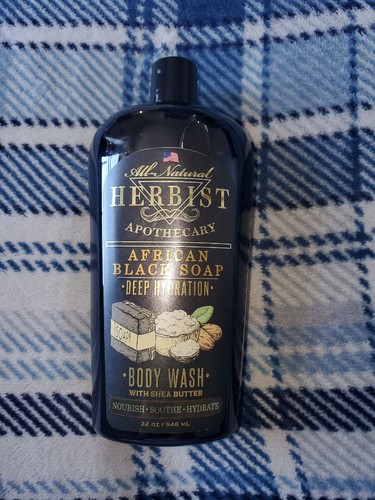 All-Natural
HERBIST
APOTHECARY
AFRICAN
BLACK SOAP
·DEEP HYDRATION·
SOAP
·BODY WASH·
WITH SHEA BUTTER
NOURISH·SOOTHE·HYDRATE
32 oz / 946 mL